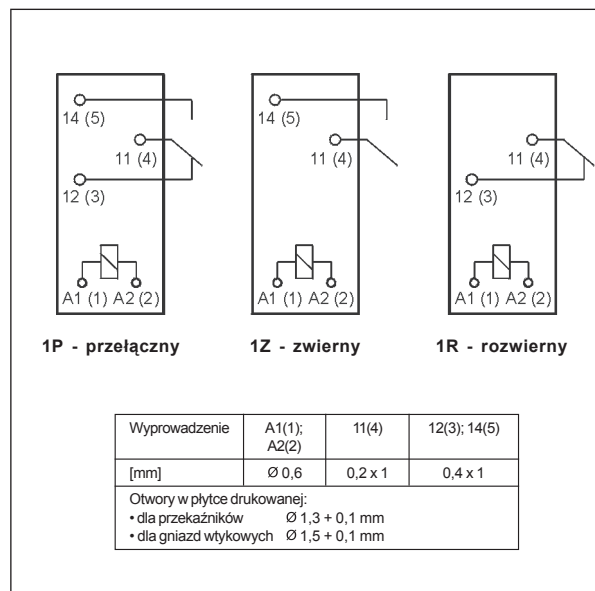 14 (5)
11 (4)
12 (3)
A1 (1) A2 (2)
1P - przełączny
14 (5)
11 (4)
A1 (1) A2 (2)
1Z - zwierny
11 (4)
12 (3)
A1 (1) A2 (2)
1R - rozwierny
Wyprowadzenie A1(1); 11(4) 12(3); 14(5)
A2(2)
[mm] Ø 0,6 0,2 x 1 0,4 x 1
Otwory w płytce drukowanej:
• dla przekaźników Ø 1,3 + 0,1 mm
• dla gniazd wtykowych Ø 1,5 + 0,1 mm